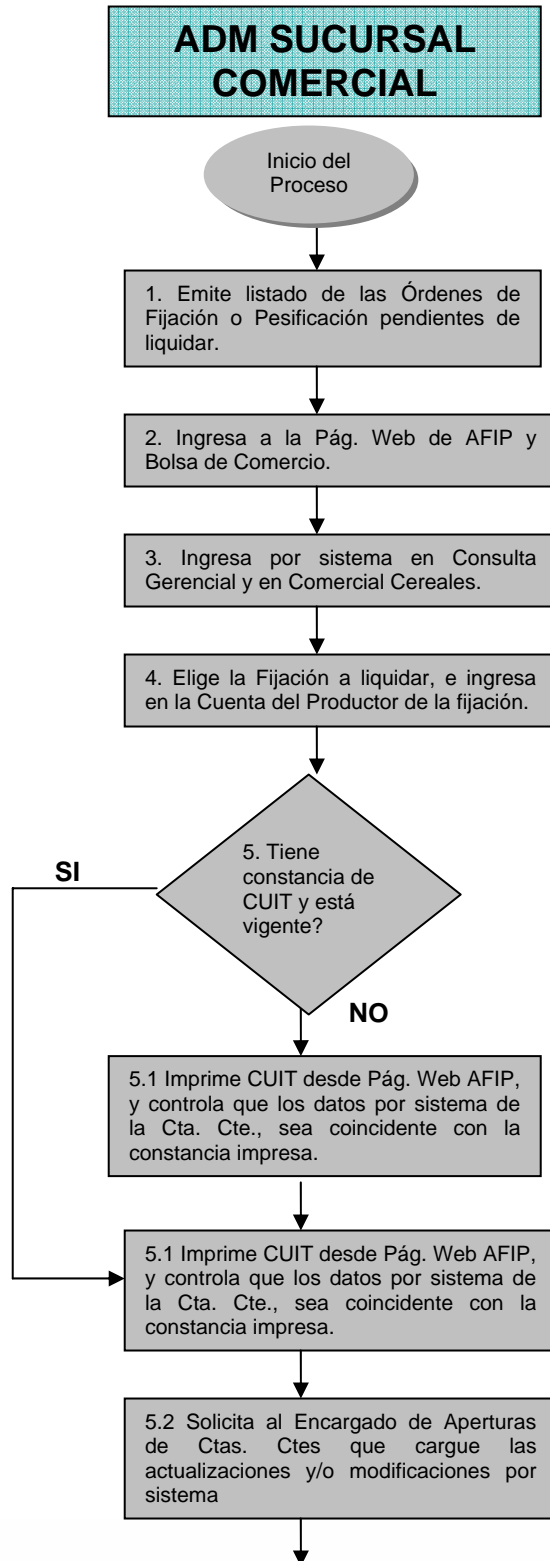 ADM SUCURSAL
COMERCIAL
Inicio del
Proceso
1. Emite listado de las Órdenes de
Fijación o Pesificación pendientes de
liquidar.
2. Ingresa a la Pág. Web de AFIP y
Bolsa de Comercio.
3. Ingresa por sistema en Consulta
Gerencial y en Comercial Cereales.
4. Elige la Fijación a liquidar, e ingresa
en la Cuenta del Productor de la fijación.
5. Tiene
constancia de
CUIT y está
vigente?
SI
NO
5.1 Imprime CUIT desde Pág. Web AFIP,
y controla que los datos por sistema de
la Cta. Cte., sea coincidente con la
constancia impresa.
5.1 Imprime CUIT desde Pág. Web AFIP,
y controla que los datos por sistema de
la Cta. Cte., sea coincidente con la
constancia impresa.
5.2 Solicita al Encargado de Aperturas
de Ctas. Ctes que cargue las
actualizaciones y/o modificaciones por
sistema